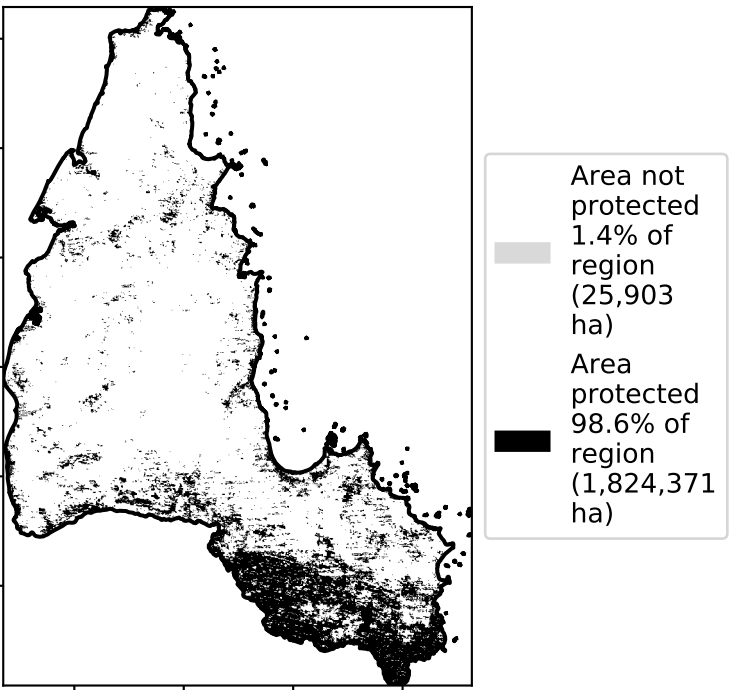 Area not
protected
1.4% of
region
(25,903
ha)
Area
protected
98.6% of
region
(1,824,371
ha)